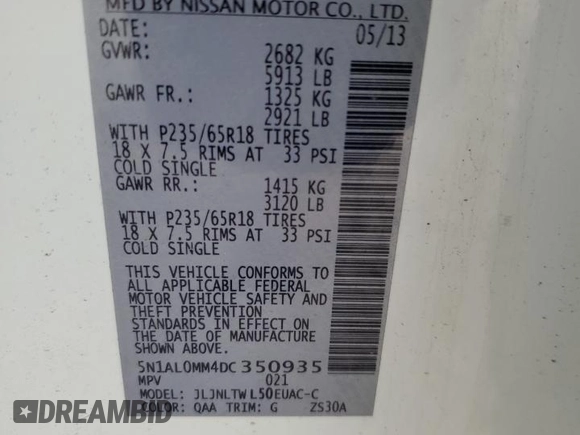 MFD BY NISSAN MOTOR CO., LTD.
DATE: 05/13
GVWR: 2682 KG
5913 LB
GAWR FR.: 1325 KG
2921 LB
WITH P235/65R18 TIRES
18 X 7.5 RIMS AT 33 PSI
COLD SINGLE
GAWR RR.: 1415 KG
3120 LB
WITH P235/65R18 TIRES
18 X 7.5 RIMS AT 33 PSI
COLD SINGLE
THIS VEHICLE CONFORMS TO
ALL APPLICABLE FEDERAL
MOTOR VEHICLE SAFETY AND
THEFT PREVENTION
STANDARDS IN EFFECT ON
THE DATE OF MANUFACTURE
SHOWN ABOVE.
5N1AL0MM4DC350935
MPV 021
MODEL: JLJNLTWL50EUAC-C
COLOR: QAA TRIM: G ZS30A
RIDEBIDCARS.COM